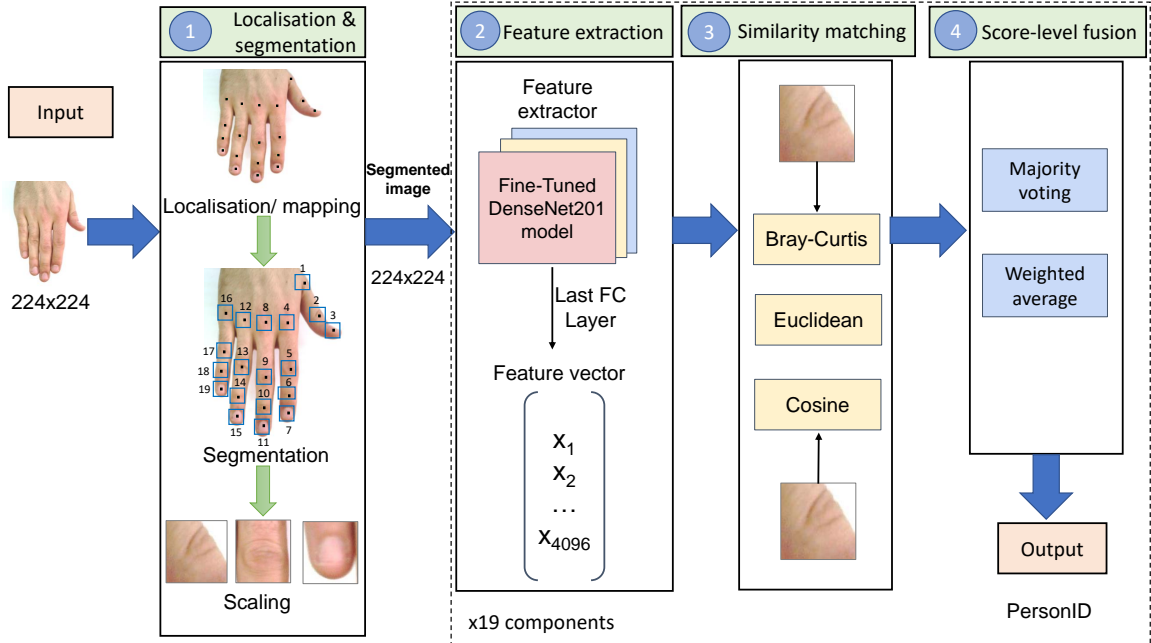 Input
224x224
1
Localisation &
segmentation
Localisation/ mapping
1
2
3
4
8
12
16
5
9
13
17
6
10
14
18
19
7
11
15
Segmentation
Scaling
Segmented
image
224x224
2
Feature extraction
Feature
extractor
Fine-Tuned
DenseNet201
model
Last FC
Layer
Feature vector
x1
x2
...
x4096
x19 components
3
Similarity matching
Bray-Curtis
Euclidean
Cosine
4
Score-level fusion
Majority
voting
Weighted
average
Output
PersonID